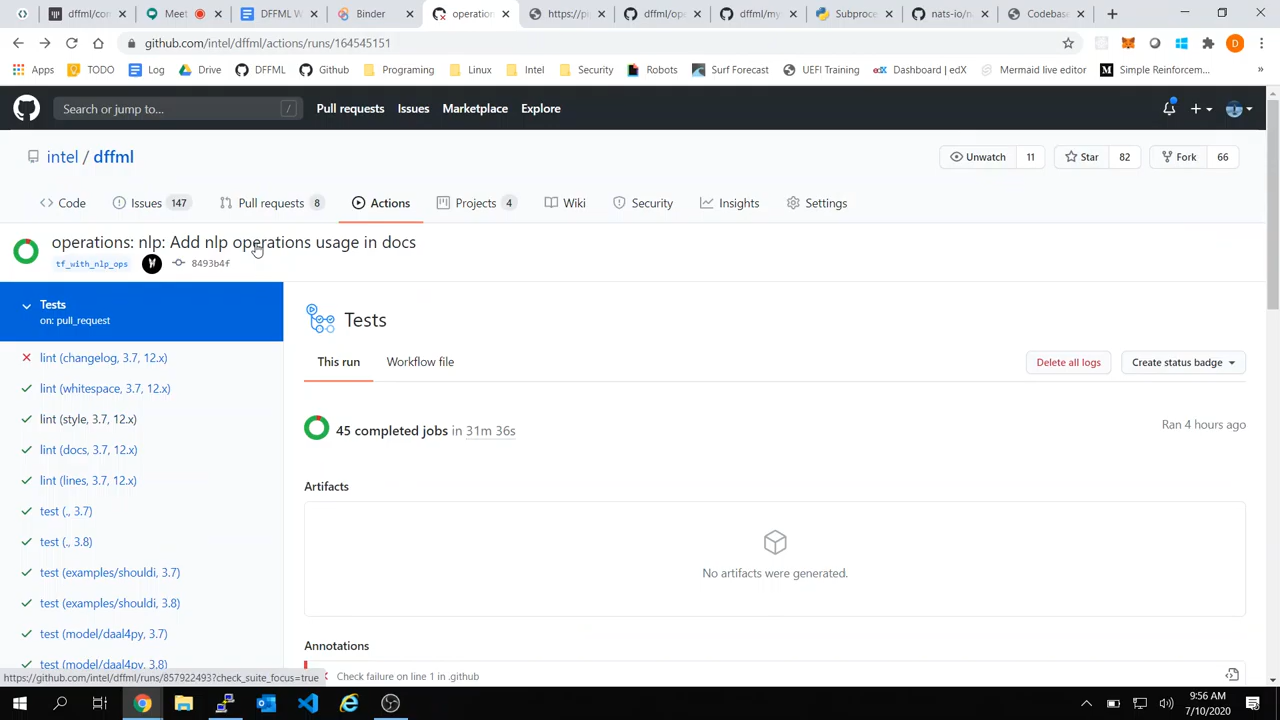 dffml/con
Meet
DFFML W
Binder
operation
https://pi
dffml/ope
dffml/my
Subproce
nats-io/n
Codebase
github.com/intel/dffml/actions/runs/164545151
Apps
TODO
Log
Drive
DFFML
Github
Programing
Linux
Intel
Security
Robots
Surf Forecast
UEFI Training
edX
Dashboard | edX
Mermaid live editor
M
Simple Reinforcem...
»
D
Search or jump to...
/
Pull requests
Issues
Marketplace
Explore
intel / dffml
Unwatch 11
Star 82
Fork 66
Code
Issues 147
Pull requests 8
Actions
Projects 4
Wiki
Security
Insights
Settings
operations: nlp: Add nlp operations usage in docs
tf_with_nlp_ops
8493b4f
Tests
on: pull_request
lint (changelog, 3.7, 12.x)
lint (whitespace, 3.7, 12.x)
lint (style, 3.7, 12.x)
lint (docs, 3.7, 12.x)
lint (lines, 3.7, 12.x)
test (., 3.7)
test (., 3.8)
test (examples/shouldi, 3.7)
test (examples/shouldi, 3.8)
test (model/daal4py, 3.7)
test (model/daal4py, 3.8)
Tests
This run
Workflow file
Delete all logs
Create status badge
45 completed jobs in 31m 36s
Ran 4 hours ago
Artifacts
No artifacts were generated.
Annotations
Check failure on line 1 in .github
https://github.com/intel/dffml/runs/857922493?check_suite_focus=true
9:56 AM
7/10/2020